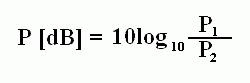 P [dB] = 10log₁₀ P₁/P₂